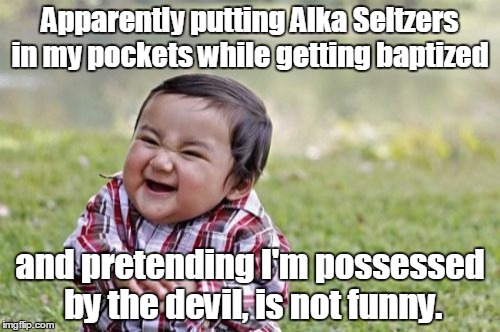 Apparently putting Alka Seltzers
in my pockets while getting baptized
and pretending I'm possessed
by the devil, is not funny.
imgflip.com